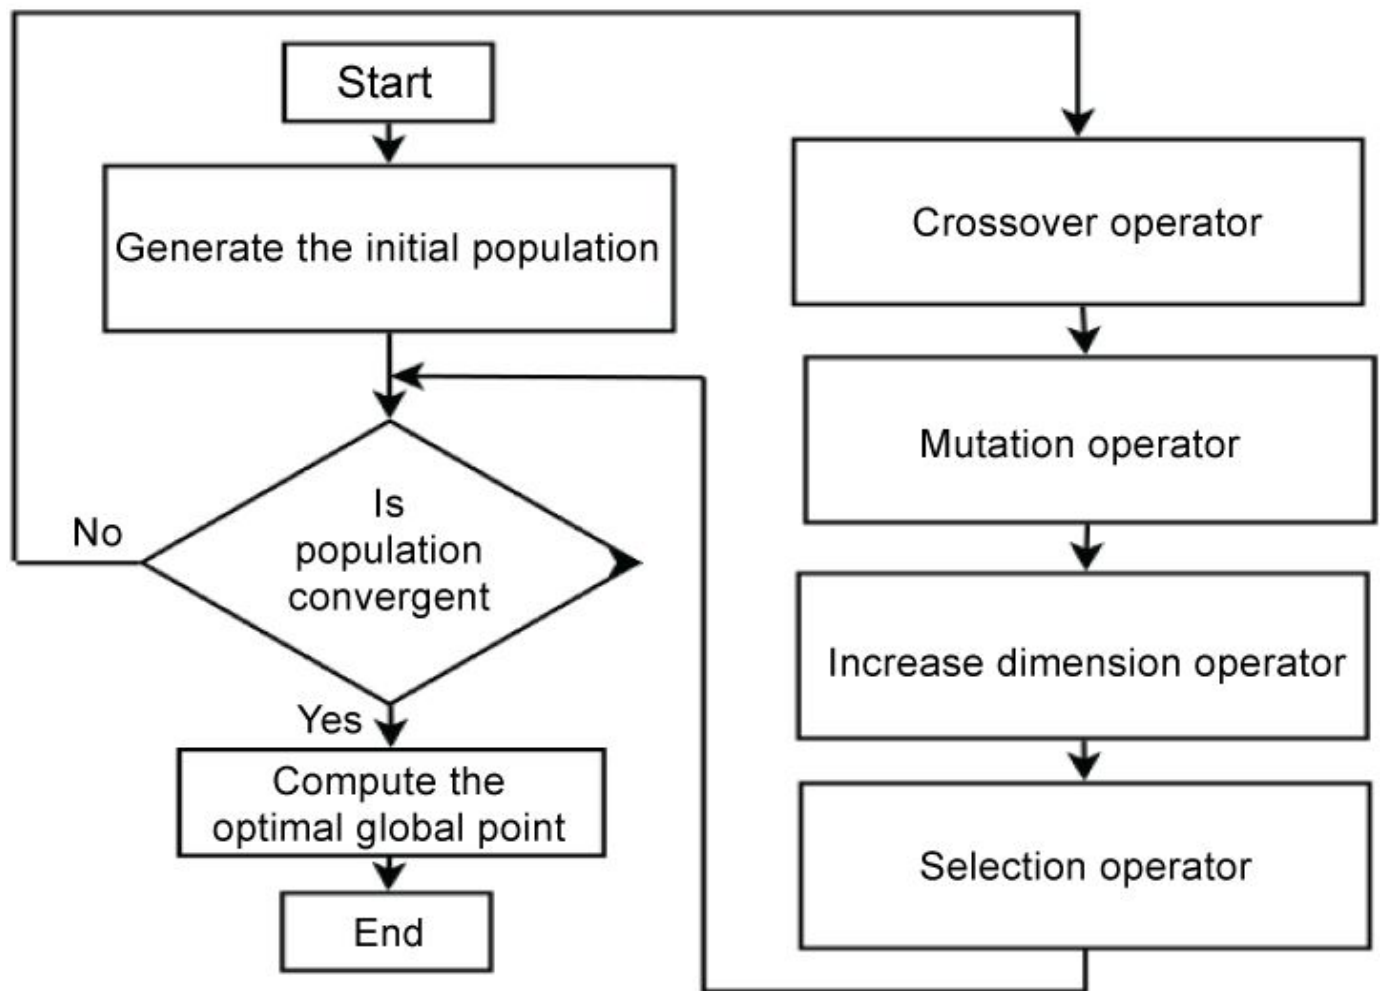 Start
Generate the initial population
Is
population
convergent
No
Yes
Compute the
optimal global point
End
Crossover operator
Mutation operator
Increase dimension operator
Selection operator